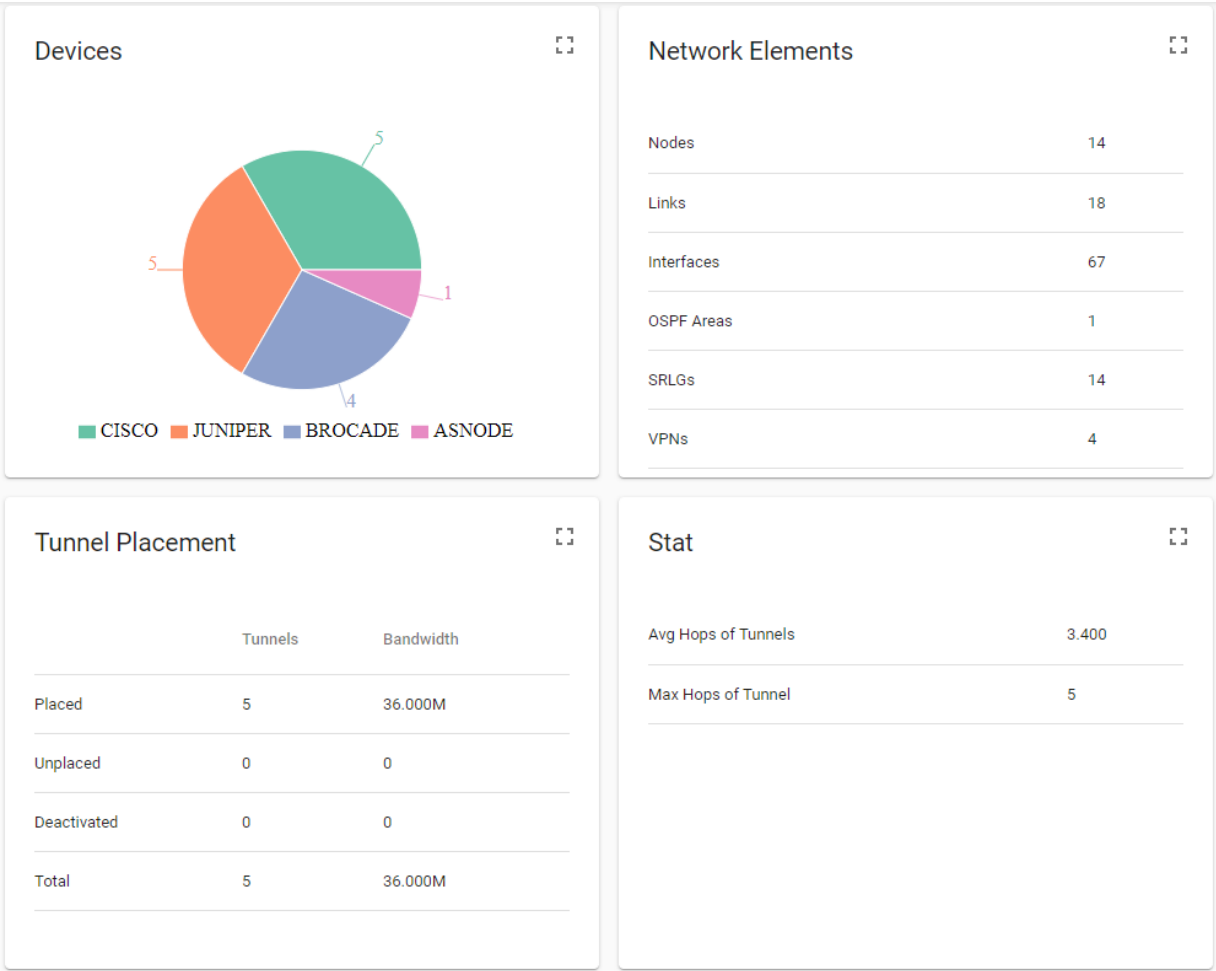 Devices
5
5
1
4
CISCO JUNIPER BROCADE ASNODE
Network Elements
Nodes 14
Links 18
Interfaces 67
OSPF Areas 1
SRLGs 14
VPNs 4
Tunnel Placement
Tunnels Bandwidth
Placed 5 36.000M
Unplaced 0 0
Deactivated 0 0
Total 5 36.000M
Stat
Avg Hops of Tunnels 3.400
Max Hops of Tunnel 5